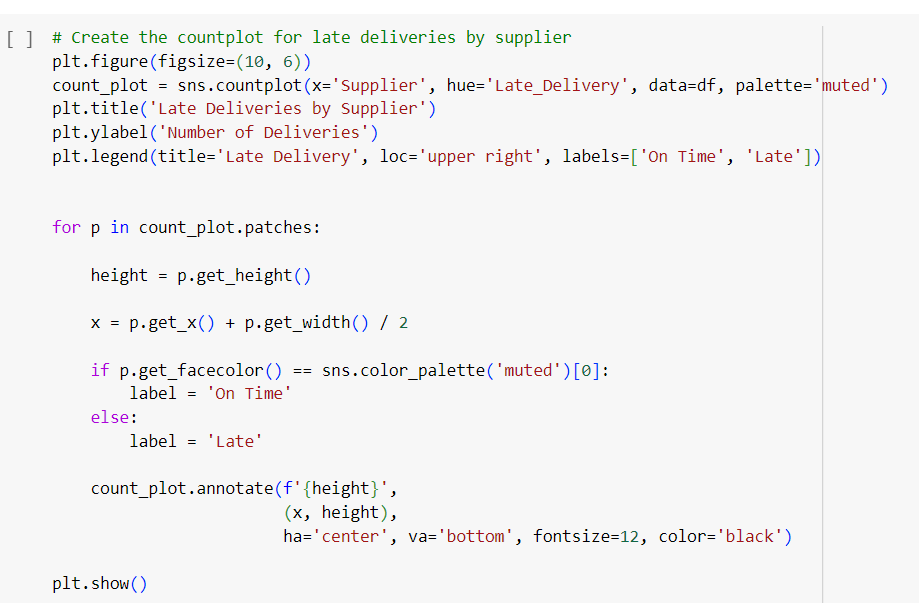 [ ] # Create the countplot for late deliveries by supplier
plt.figure(figsize=(10, 6))
count_plot = sns.countplot(x='Supplier', hue='Late_Delivery', data=df, palette='muted')
plt.title('Late Deliveries by Supplier')
plt.ylabel('Number of Deliveries')
plt.legend(title='Late Delivery', loc='upper right', labels=['On Time', 'Late'])
for p in count_plot.patches:
    height = p.get_height()
    x = p.get_x() + p.get_width() / 2
    if p.get_facecolor() == sns.color_palette('muted')[0]:
        label = 'On Time'
    else:
        label = 'Late'
    count_plot.annotate(f'{height}',
                        (x, height),
                        ha='center', va='bottom', fontsize=12, color='black')
plt.show()